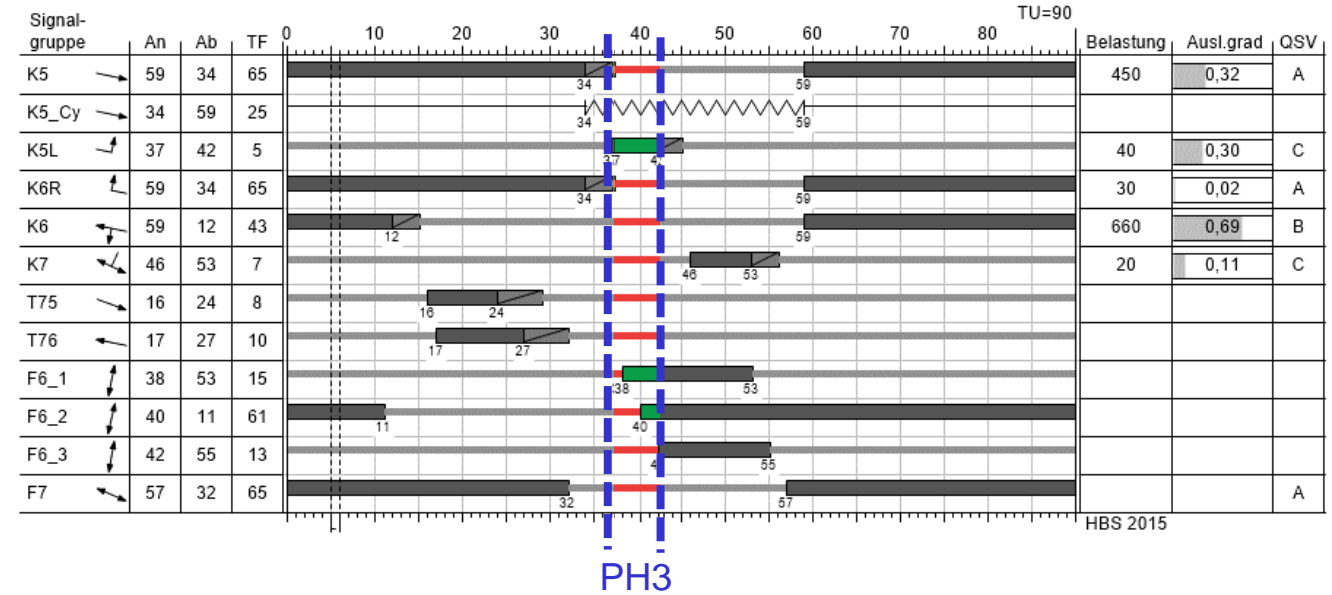 TU=90
Signal-
gruppe An Ab TF 0 10 20 30 40 50 60 70 80 Belastung Ausl.grad QSV
K5 59 34 65 34 59 450 0,32 A
K5_Cy 34 59 25 34 59
K5L 37 42 5 40 0,30 C
K6R 59 34 65 34 59 30 0,02 A
K6 59 12 43 12 59 660 0,69 B
K7 46 53 7 46 53 20 0,11 C
T75 16 24 8 16 24
T76 17 27 10 17 27
F6_1 38 53 15 38 53
F6_2 40 11 61 11 40
F6_3 42 55 13 55
F7 57 32 65 32 57 A
HBS 2015
PH3